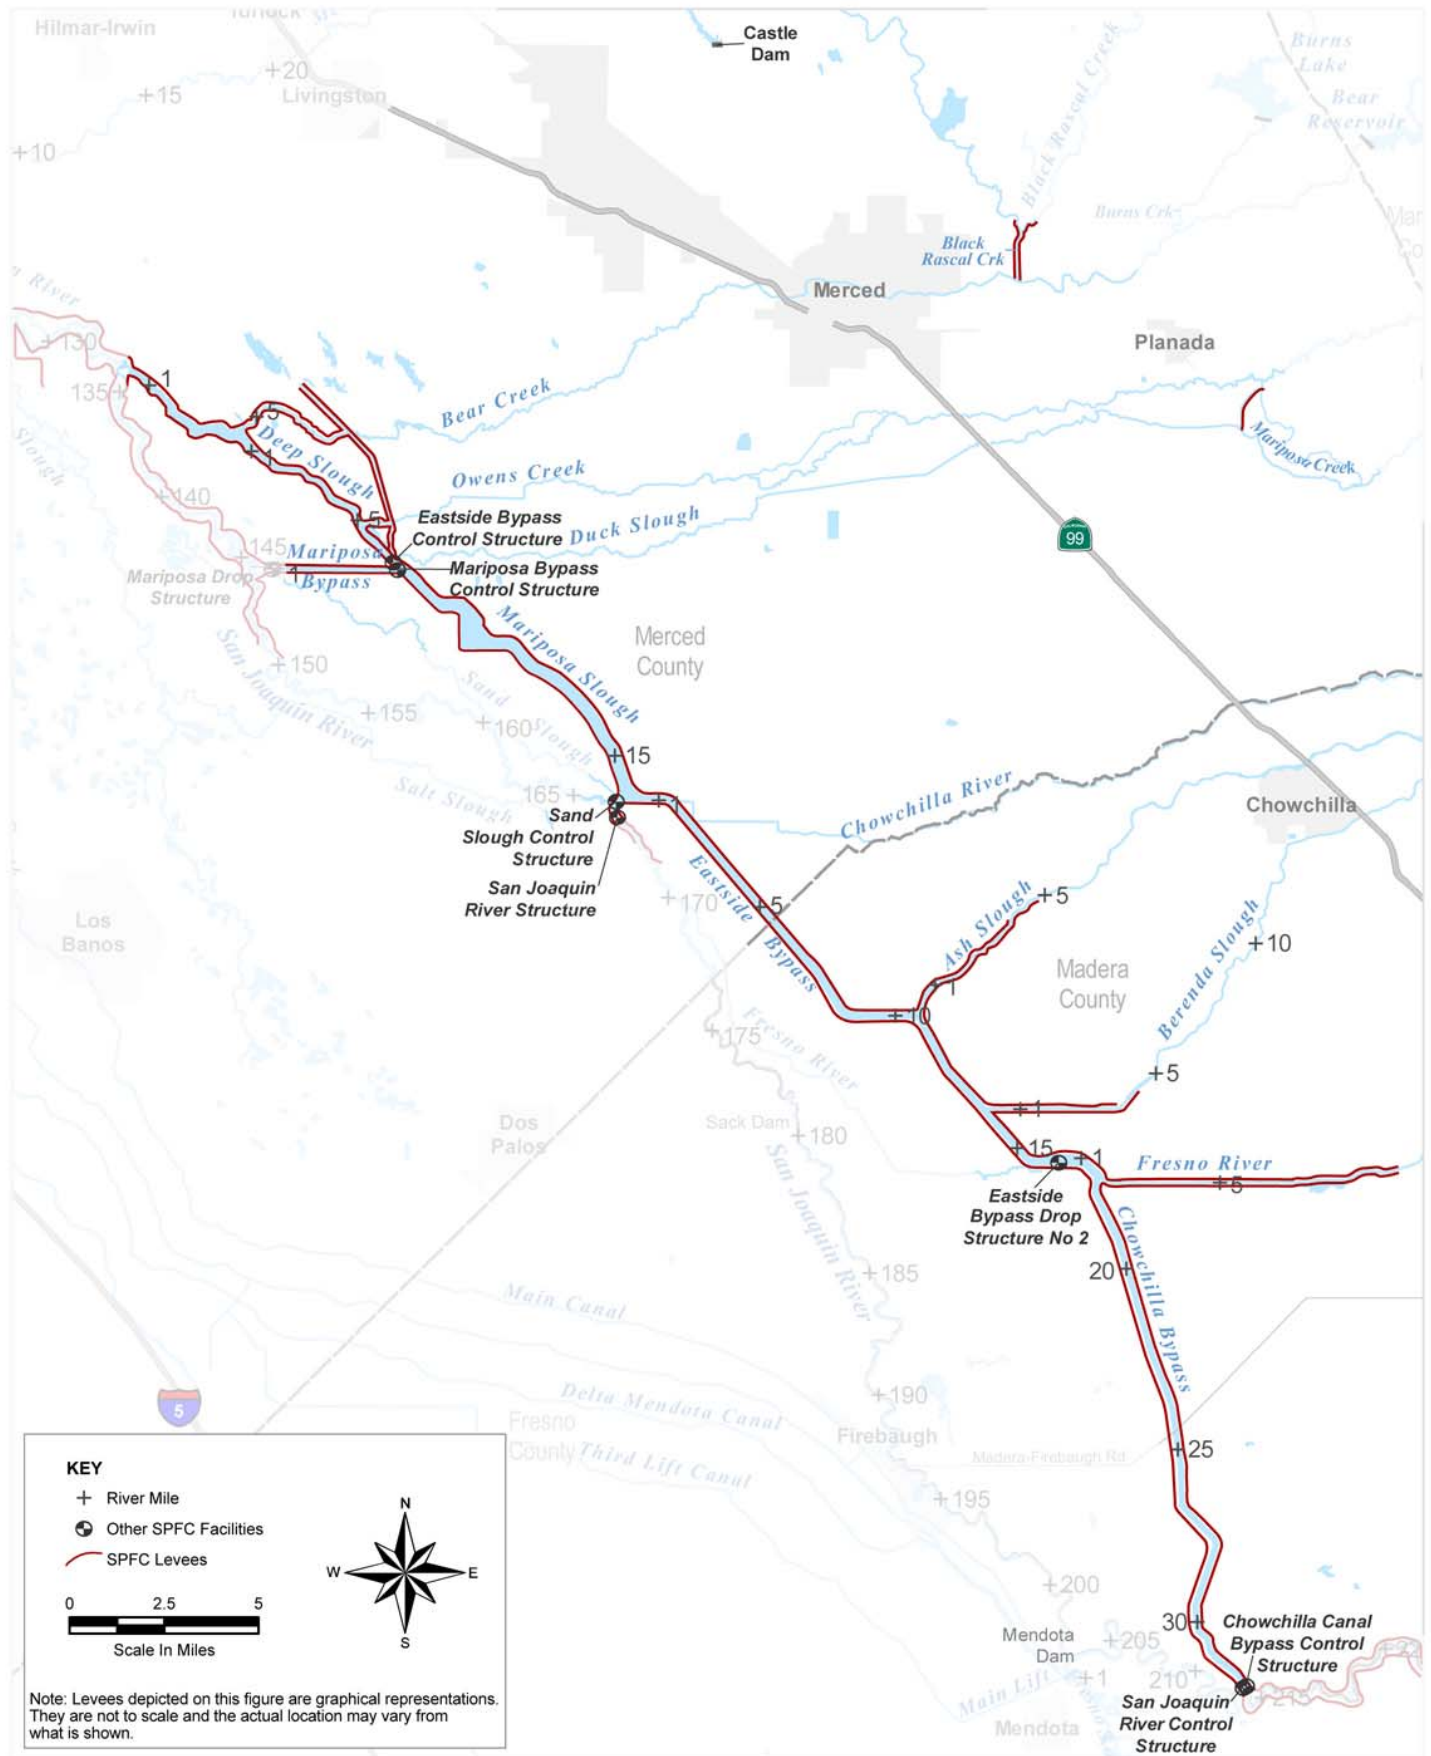 Turlock
Hilmar-Irwin
Castle
Dam
+20
Livingston
+15
+10
Black Rascal Creek
Burns
Lake
Bear
Reservoir
Burns Crk
Black
Rascal Crk
Merced
Planada
River
+130
135+
+1
+5
Bear Creek
Mariposa Creek
Deep Slough
+1
Owens Creek
Slough
+140
+5
Eastside Bypass
Control Structure
Duck Slough
99
+145
Mariposa
Bypass
1
Mariposa Drop
Structure
Mariposa Bypass
Control Structure
Mariposa Slough
Merced
County
San Joaquin River
+150
Sand Slough
+155
+160
+15
Salt Slough
165+
+1
Sand
Slough Control
Structure
San Joaquin
River Structure
Chowchilla River
Chowchilla
Eastside Bypass
+5
+170
Los
Banos
Ash Slough
+5
+1
Madera
County
Berenda Slough
+10
+10
+175
Fresno River
+5
Dos
Palos
Sack Dam
+180
+1
San Joaquin River
+15
+1
Fresno River
+5
Eastside
Bypass Drop
Structure No 2
Chowchilla Bypass
20+
+185
Main Canal
Delta Mendota Canal
+190
5
Fresno
County
Third Lift Canal
Firebaugh
Madera-Firebaugh Rd
+25
+195
+200
30+
Chowchilla Canal
Bypass Control
Structure
Mendota
Dam
+205
210+
+1
Main Lift
+215
San Joaquin
River Control
Structure
Mendota
KEY
+ River Mile
Other SPFC Facilities
SPFC Levees
0 2.5 5
Scale In Miles
N
W E
S
Note: Levees depicted on this figure are graphical representations.
They are not to scale and the actual location may vary from
what is shown.